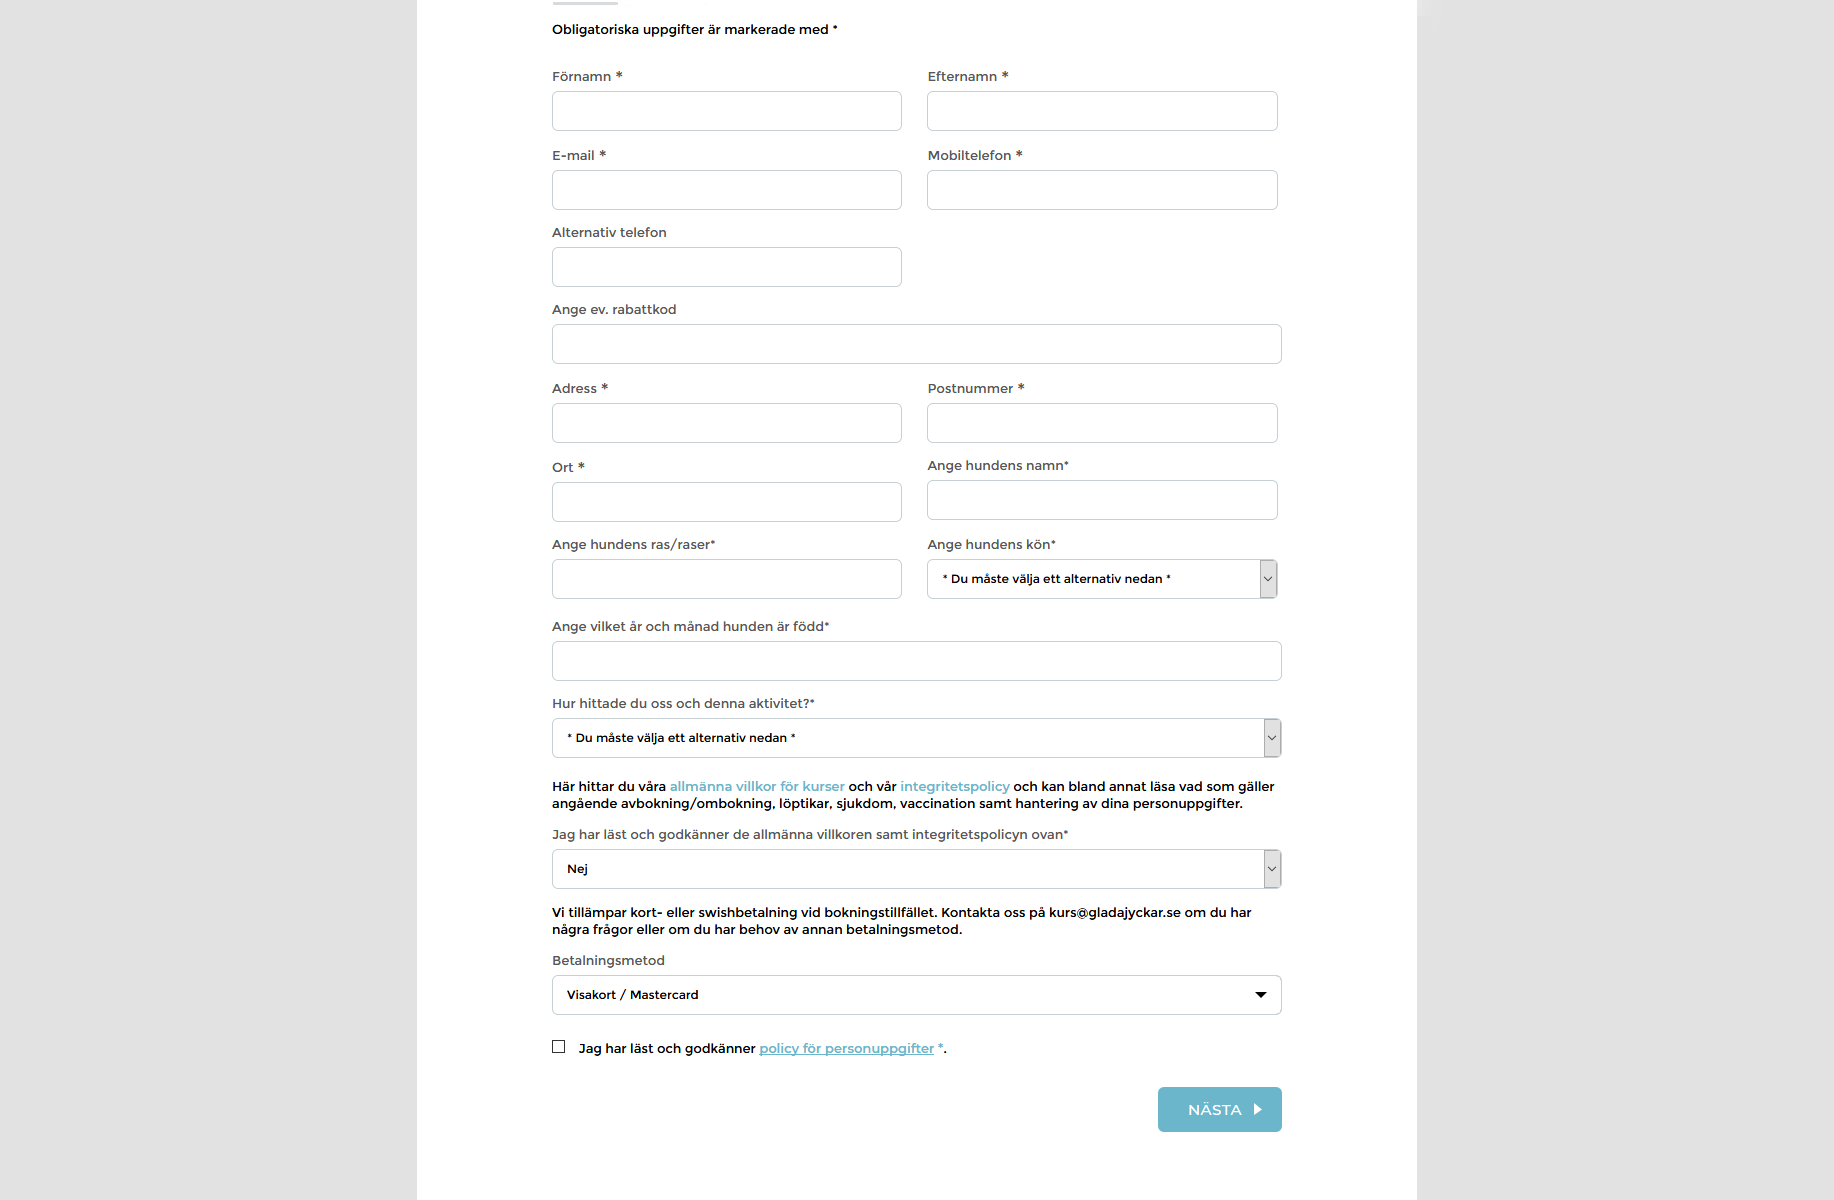 Obligatoriska uppgifter är markerade med *
Förnamn *
Efternamn *
E-mail *
Mobiltelefon *
Alternativ telefon
Ange ev. rabattkod
Adress *
Postnummer *
Ort *
Ange hundens namn*
Ange hundens ras/raser*
Ange hundens kön*
* Du måste välja ett alternativ nedan *
Ange vilket år och månad hunden är född*
Hur hittade du oss och denna aktivitet?*
* Du måste välja ett alternativ nedan *
Här hittar du våra allmänna villkor för kurser och vår integritetspolicy och kan bland annat läsa vad som gäller
angående avbokning/ombokning, löptikar, sjukdom, vaccination samt hantering av dina personuppgifter.
Jag har läst och godkänner de allmänna villkoren samt integritetspolicyn ovan*
Nej
Vi tillämpar kort- eller swishbetalning vid bokningstillfället. Kontakta oss på kurs@gladajyckar.se om du har
några frågor eller om du har behov av annan betalningsmetod.
Betalningsmetod
Visakort / Mastercard
Jag har läst och godkänner policy för personuppgifter *.
NÄSTA